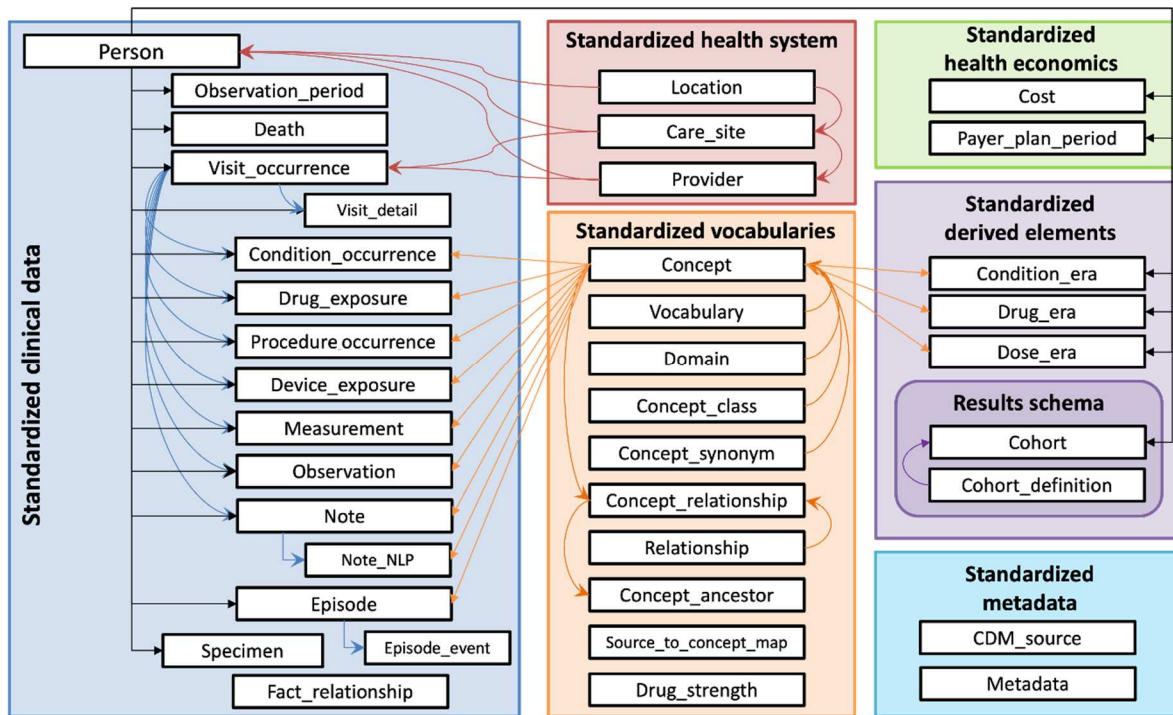 Standardized clinical data
Person
Observation_period
Death
Visit_occurrence
Visit_detail
Condition_occurrence
Drug_exposure
Procedure_occurrence
Device_exposure
Measurement
Observation
Note
Note_NLP
Episode
Episode_event
Specimen
Fact_relationship
Standardized health system
Location
Care_site
Provider
Standardized vocabularies
Concept
Vocabulary
Domain
Concept_class
Concept_synonym
Concept_relationship
Relationship
Concept_ancestor
Source_to_concept_map
Drug_strength
Standardized
health economics
Cost
Payer_plan_period
Standardized
derived elements
Condition_era
Drug_era
Dose_era
Results schema
Cohort
Cohort_definition
Standardized
metadata
CDM_source
Metadata